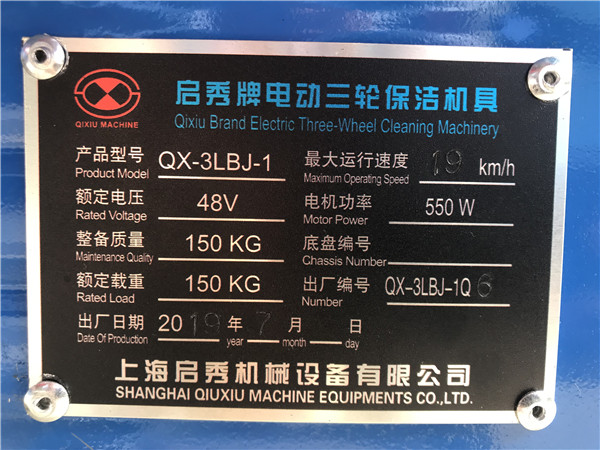 启秀牌电动三轮保洁机具
QIXIU MACHINE
Qixiu Brand Electric Three-Wheel Cleaning Machinery
产品型号 QX-3LBJ-1 最大运行速度 19 km/h
Product Model Maximum Operating Speed
额定电压 48V 电机功率 550 W
Rated Voltage Motor Power
整备质量 150 KG 底盘编号
Maintenance Quality Chassis Number
额定载重 150 KG 出厂编号 QX-3LBJ-1Q6
Rated Load Number
出厂日期 2019 年 7 月 日
Date Of Production year month day
上海启秀机械设备有限公司
SHANGHAI QIUXIU MACHINE EQUIPMENTS CO.,LTD.